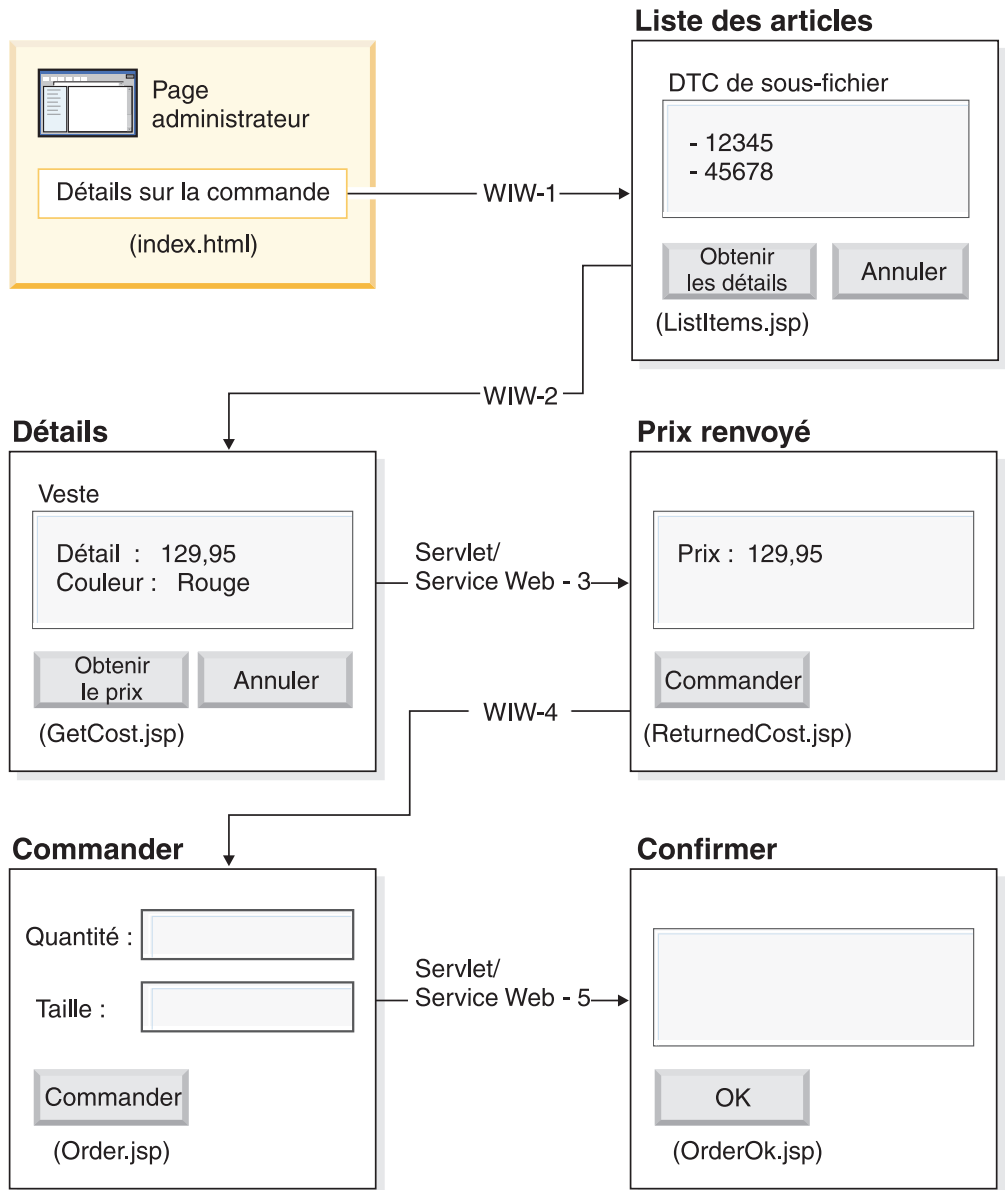 Liste des articles
Page
administrateur
Détails sur la commande
(index.html)
WIW-1
DTC de sous-fichier
- 12345
- 45678
Obtenir
les détails
Annuler
(ListItems.jsp)
WIW-2
Détails
Veste
Détail : 129,95
Couleur : Rouge
Obtenir
le prix
Annuler
(GetCost.jsp)
Servlet/
Service Web - 3
Prix renvoyé
Prix : 129,95
Commander
(ReturnedCost.jsp)
WIW-4
Commander
Quantité :
Taille :
Commander
(Order.jsp)
Servlet/
Service Web - 5
Confirmer
OK
(OrderOk.jsp)